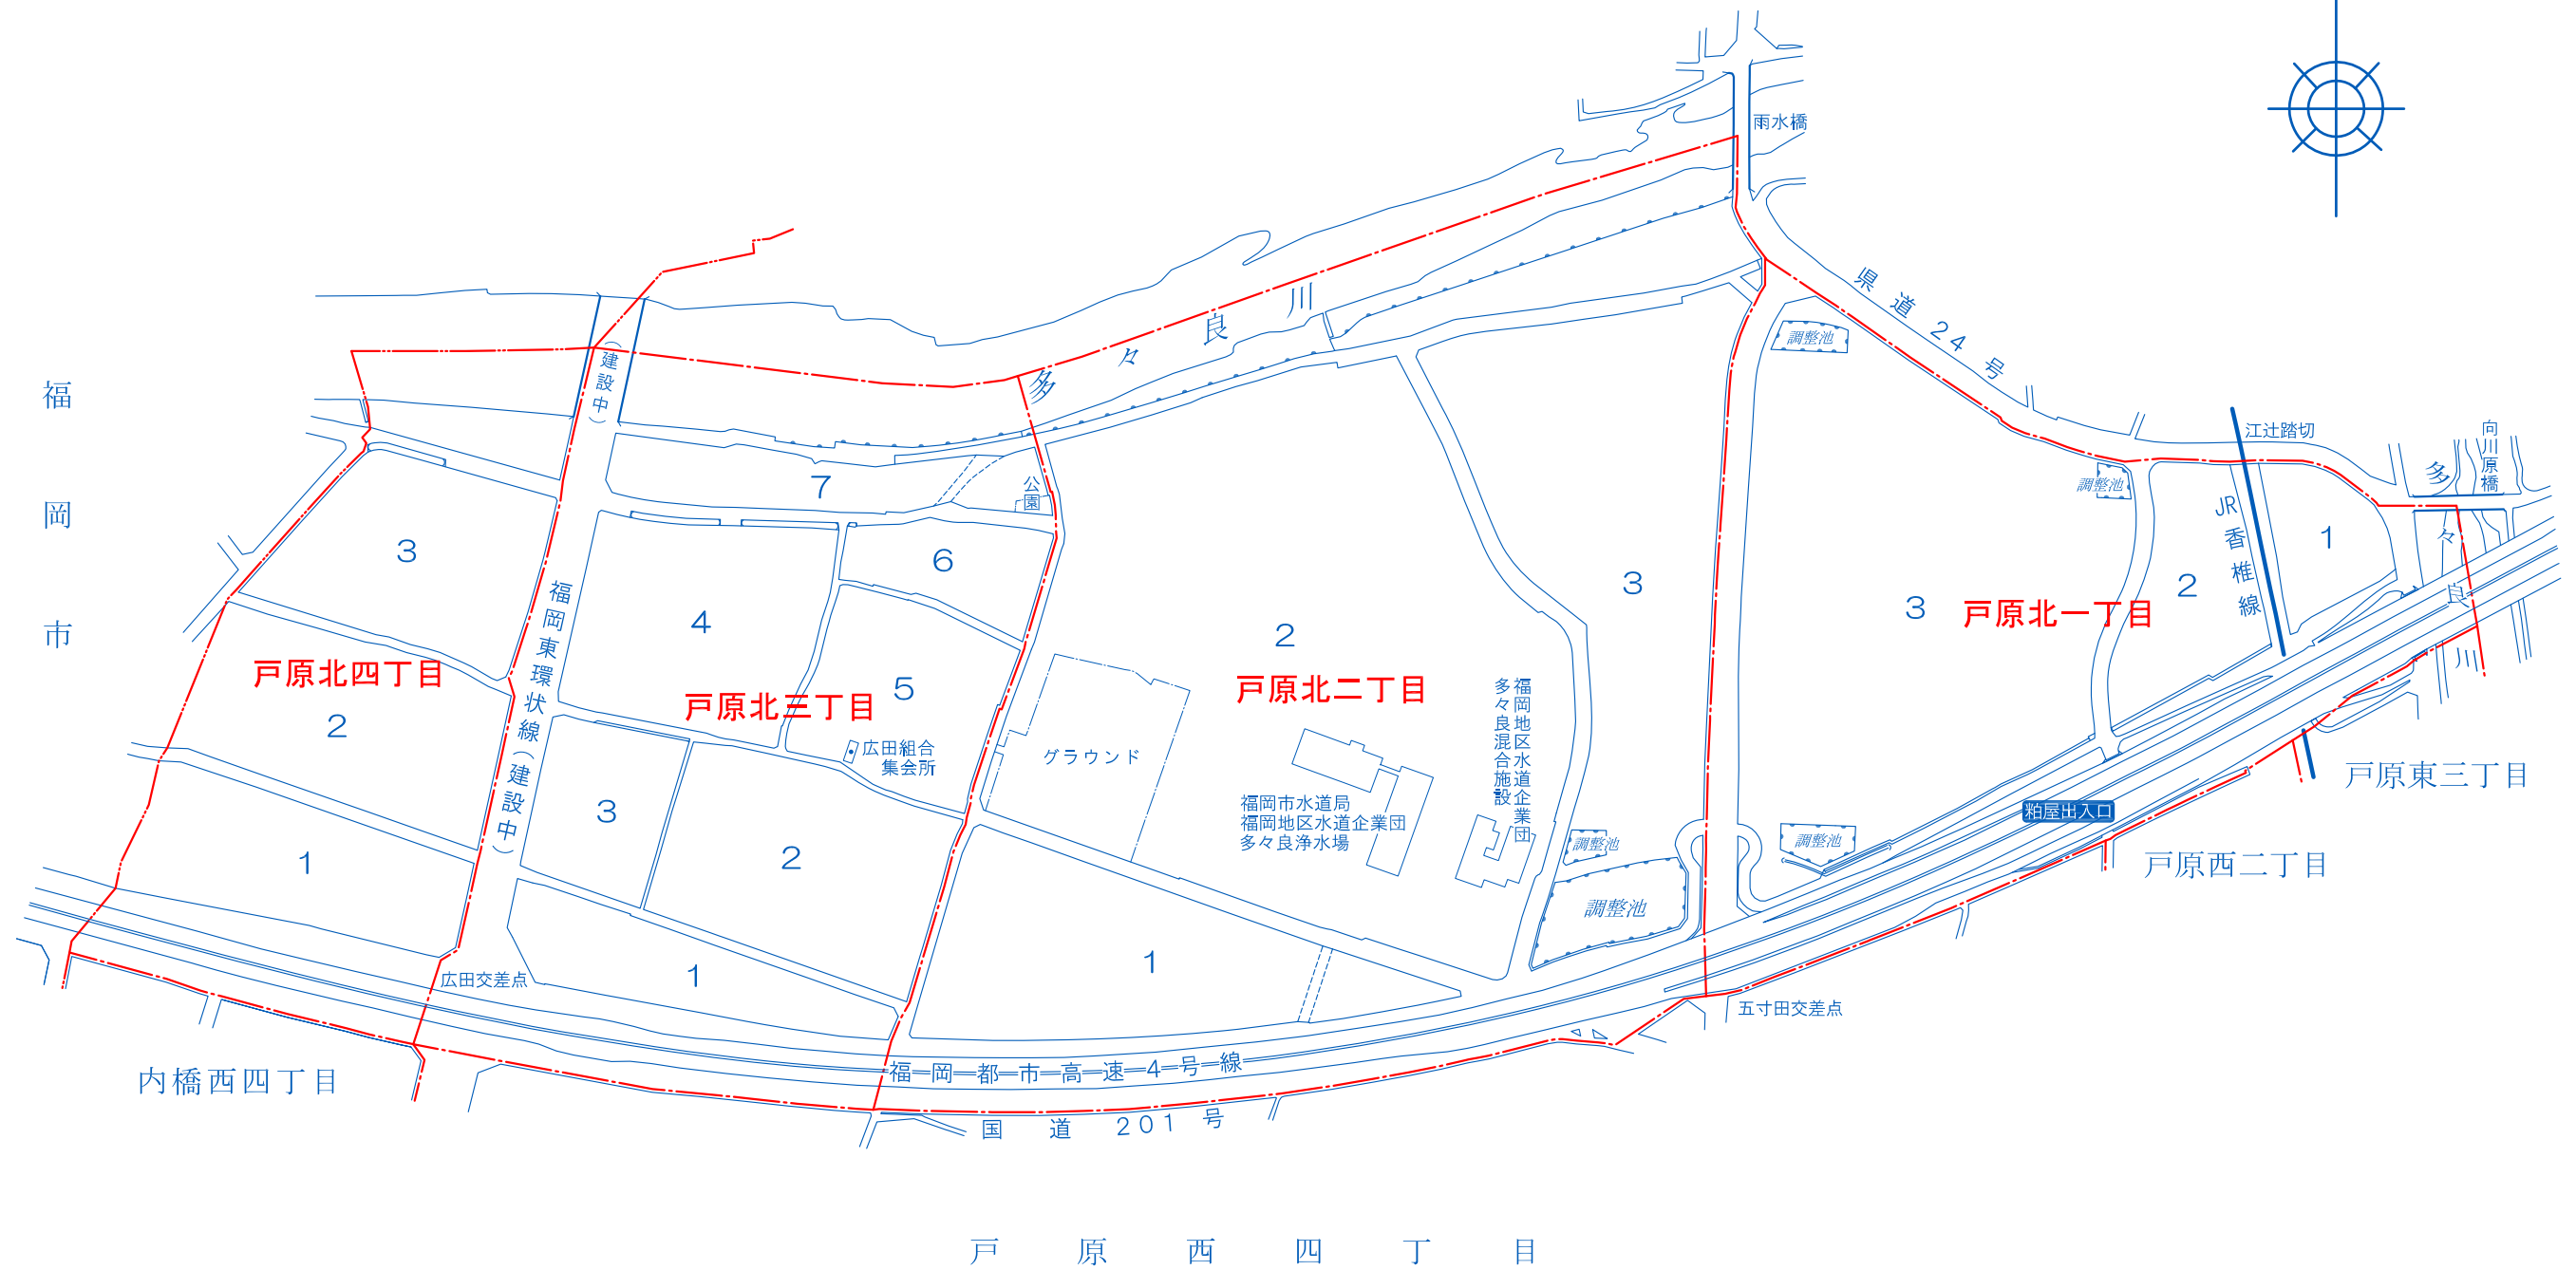 福岡市
雨水橋
県道24号
多々良川
(建設中)
調整池
江辻踏切
向川原橋
多々良川
調整池
JR香椎線
7
公園
3
6
1
福岡東環状線(建設中)
4
3
3
2
2
戸原北一丁目
戸原北四丁目
2
5
戸原北三丁目
戸原北二丁目
福岡地区水道企業団
多々良混合施設
広田組合
集会所
グラウンド
戸原東三丁目
福岡市水道局
福岡地区水道企業団
多々良浄水場
粕屋出入口
3
調整池
調整池
1
2
戸原西二丁目
調整池
1
1
広田交差点
五寸田交差点
福岡都市高速4号線
内橋西四丁目
国道201号
戸原西四丁目